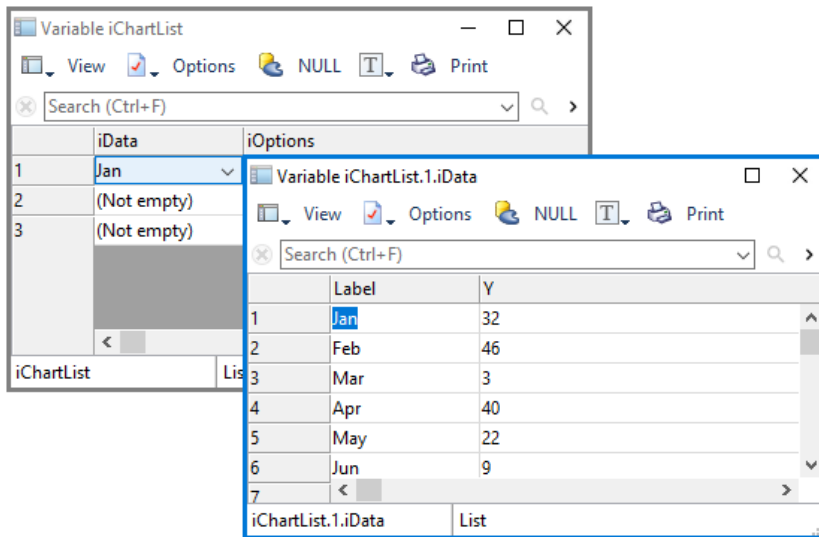 Variable iChartList
View Options NULL T Print
Search (Ctrl+F)
iData iOptions
1 Jan
2 (Not empty)
3 (Not empty)
iChartList Lis
Variable iChartList.1.iData
View Options NULL T Print
Search (Ctrl+F)
Label Y
1 Jan 32
2 Feb 46
3 Mar 3
4 Apr 40
5 May 22
6 Jun 9
7
iChartList.1.iData List